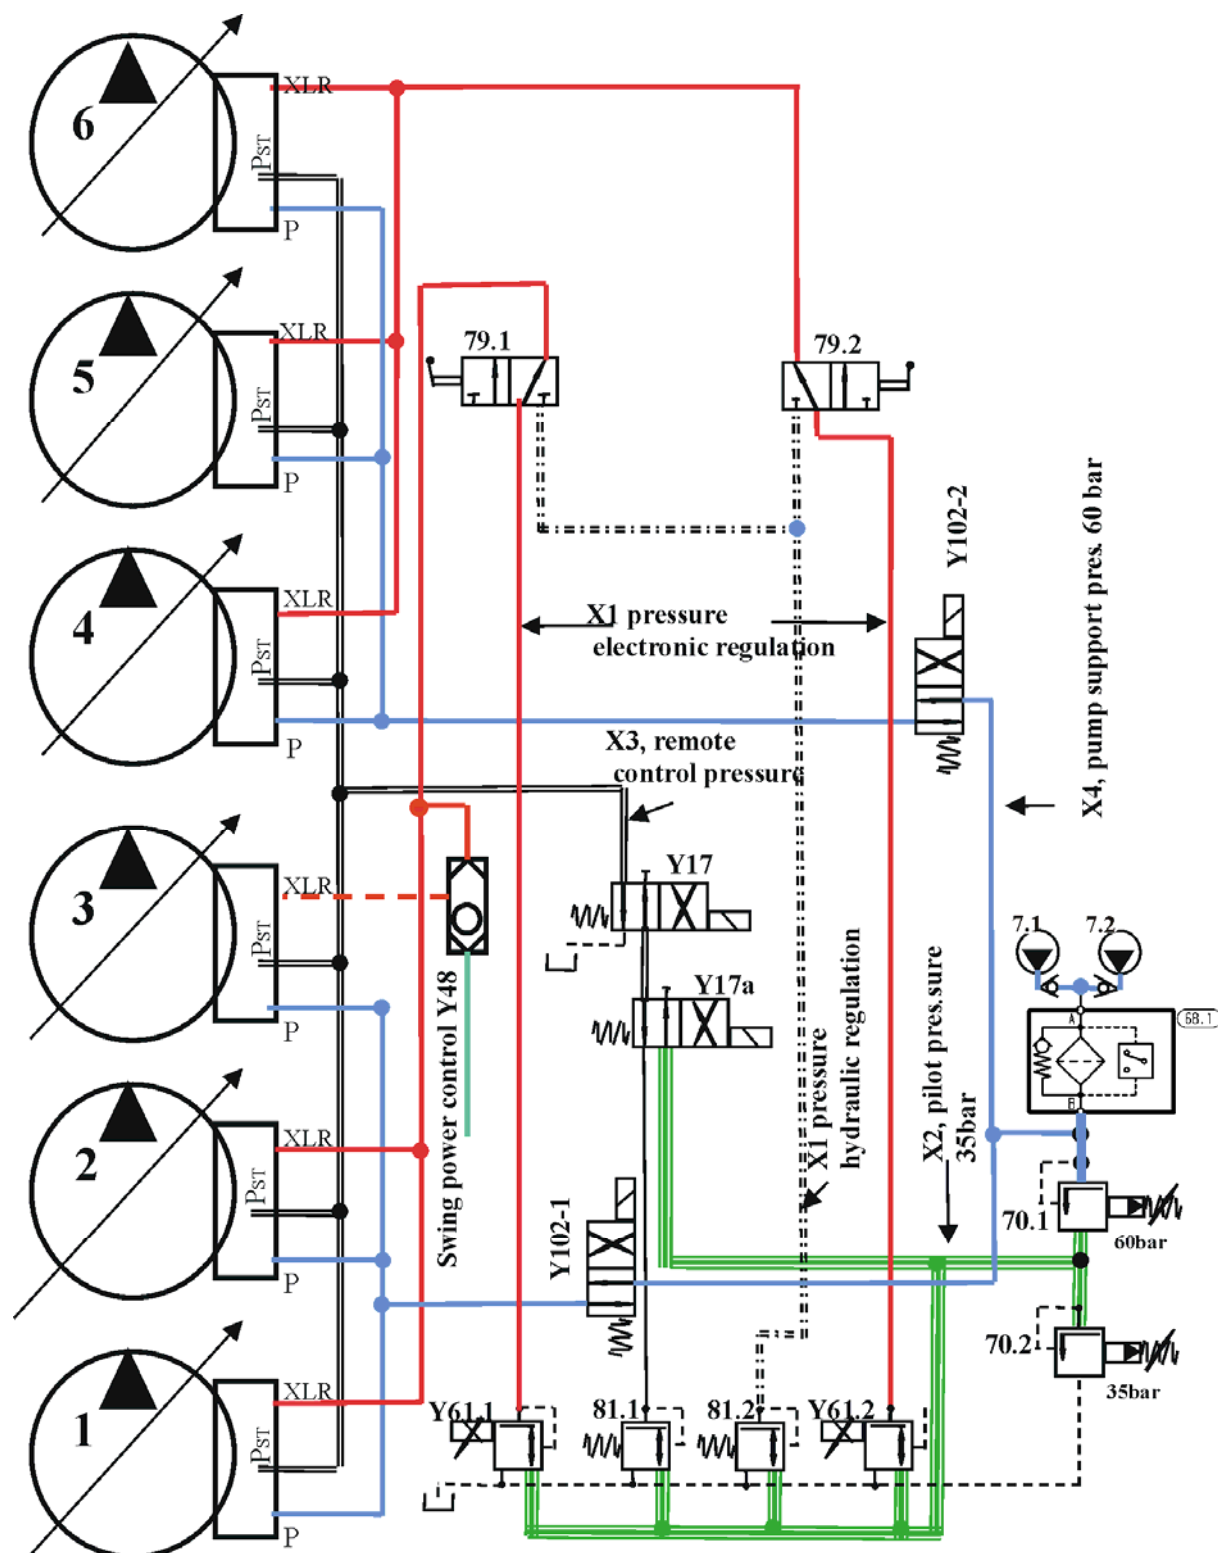 6
XLR
PST
P
5
XLR
PST
P
79.1
79.2
4
XLR
PST
P
X1 pressure
electronic regulation
Y102-2
X4, pump support pres. 60 bar
X3, remote
control pressure
3
XLR
PST
Y17
Y17a
7.1
7.2
68.1
A
B
Swing power control Y48
X1 pressure
hydraulic regulation
X2, pilot pres.sure
35bar
2
XLR
PST
P
Y102-1
70.1
60bar
70.2
35bar
1
XLR
PST
P
Y61.1
81.1
81.2
Y61.2